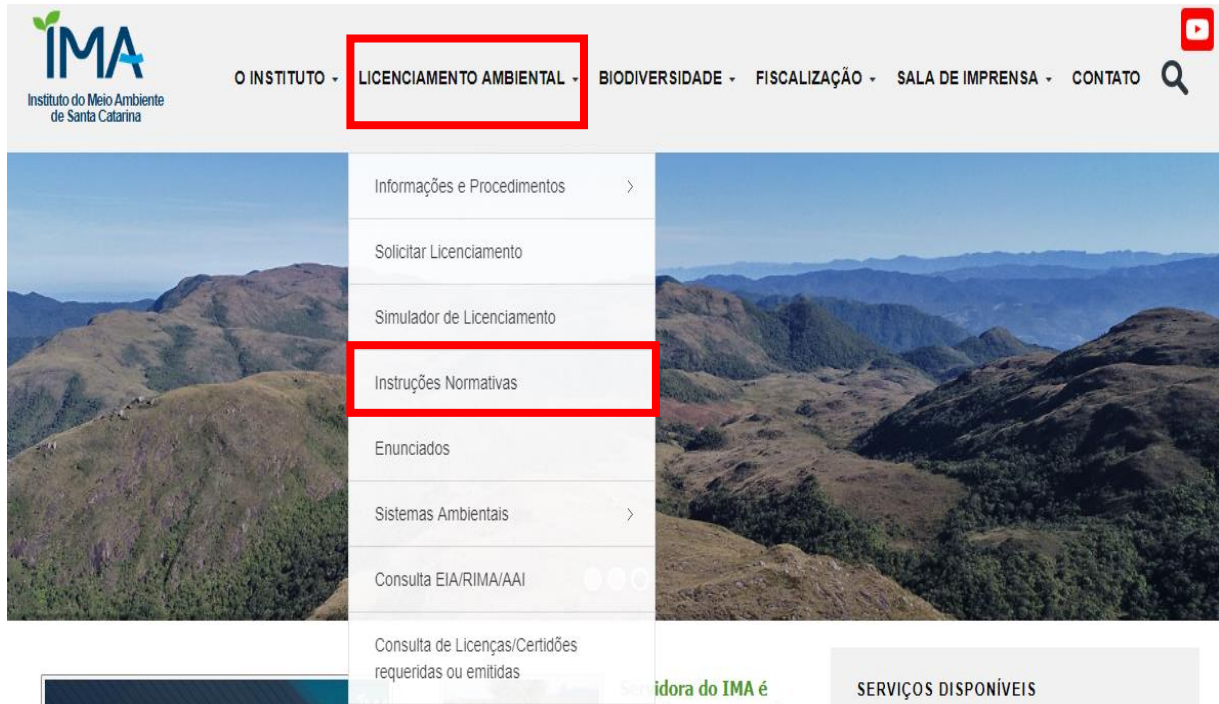 IMA
Instituto do Meio Ambiente
de Santa Catarina
O INSTITUTO LICENCIAMENTO AMBIENTAL BIODIVERSIDADE FISCALIZAÇÃO SALA DE IMPRENSA CONTATO
Informações e Procedimentos
Solicitar Licenciamento
Simulador de Licenciamento
Instruções Normativas
Enunciados
Sistemas Ambientais
Consulta EIA/RIMA/AAI
Consulta de Licenças/Certidões
requeridas ou emitidas
Servidora do IMA é
SERVIÇOS DISPONÍVEIS